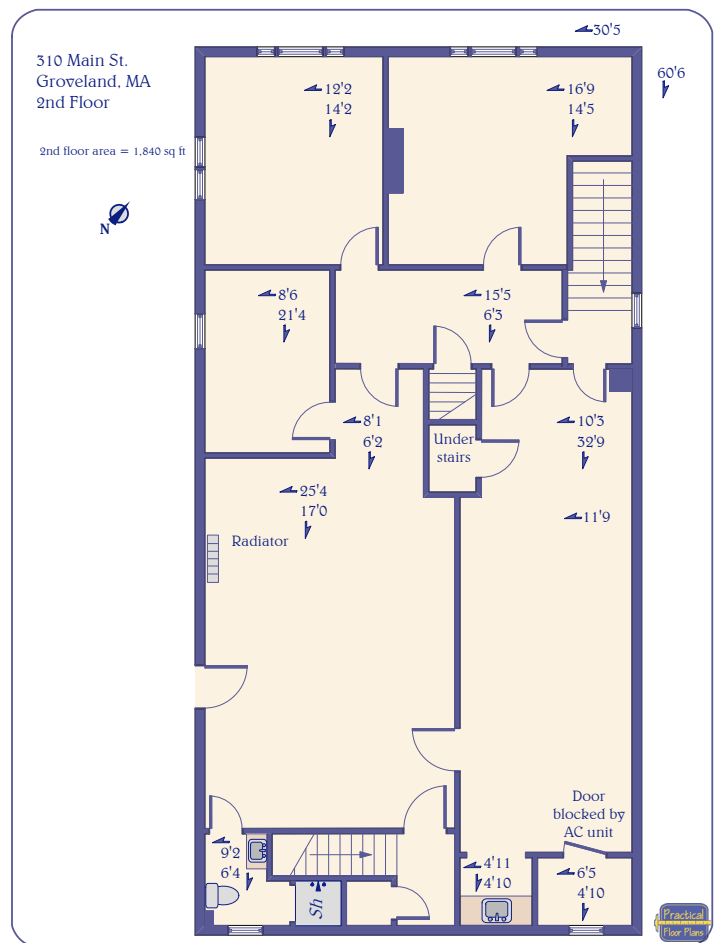 30'5
310 Main St.
Groveland, MA
2nd Floor
60'6
12'2
14'2
16'9
14'5
2nd floor area = 1,840 sq ft
N
8'6
21'4
15'5
6'3
8'1
6'2
10'3
32'9
Under
stairs
25'4
17'0
11'9
Radiator
Door
blocked by
AC unit
9'2
6'4
4'11
4'10
6'5
4'10
Sh
Practical
Floor Plans